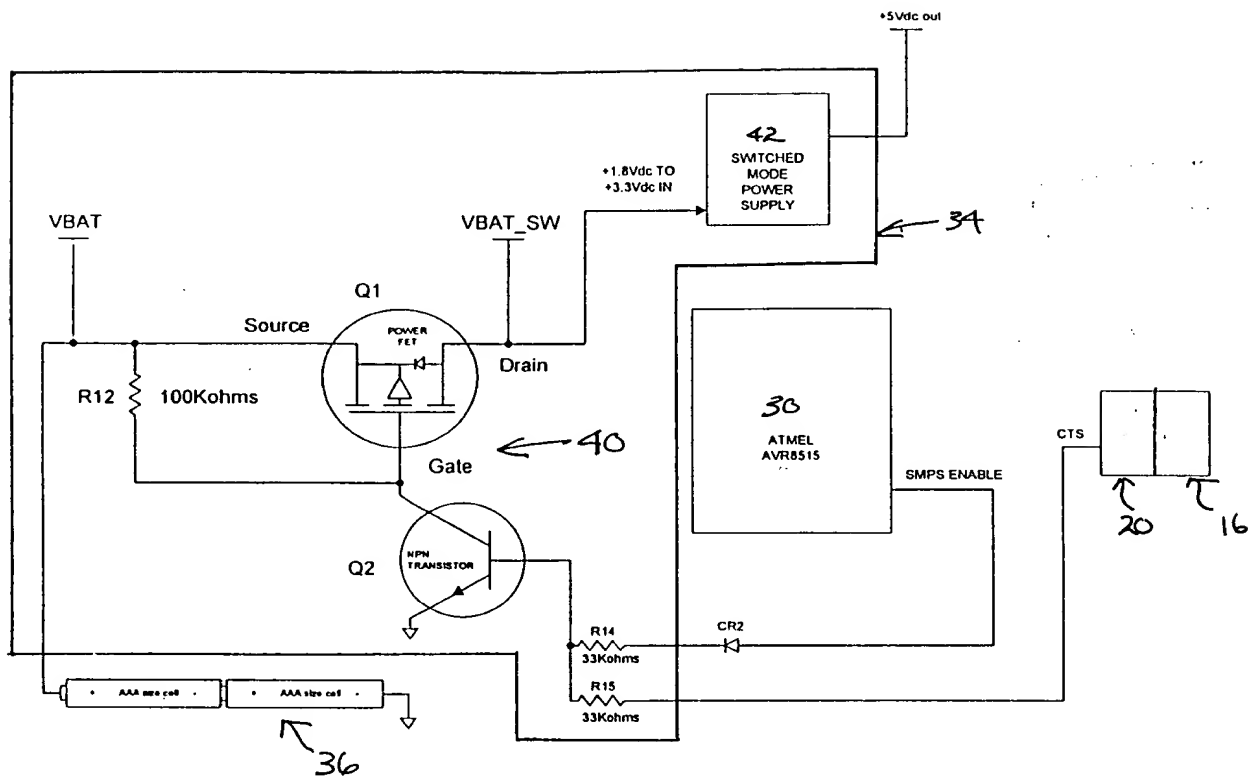 +5Vdc out
42
SWITCHED
MODE
POWER
SUPPLY
+1.8Vdc TO
+3.3Vdc IN
34
VBAT
VBAT_SW
Q1
Source
POWER
FET
Drain
R12
100Kohms
40
Gate
30
ATMEL
AVR8515
CTS
SMPS ENABLE
20
16
Q2
NPN
TRANSISTOR
R14
33Kohms
CR2
R15
33Kohms
+ AAA size cell -
+ AAA size cell -
36